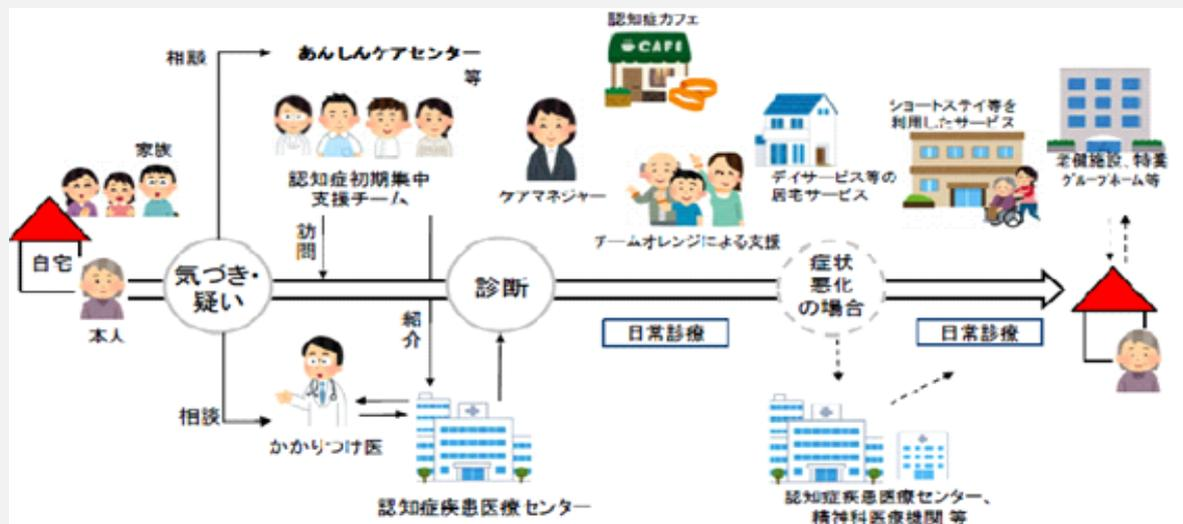 相談
あんしんケアセンター
等
家族
認知症初期集中
支援チーム
訪問
自宅
本人
気づき・
疑い
紹介
相談
かかりつけ医
認知症疾患医療センター
診断
ケアマネジャー
認知症カフェ
CAFE
チームオレンジによる支援
デイサービス等の
居宅サービス
ショートステイ等を
利用したサービス
老健施設、特養
グループホーム等
日常診療
症状
悪化
の場合
日常診療
認知症疾患医療センター、
精神科医療機関 等